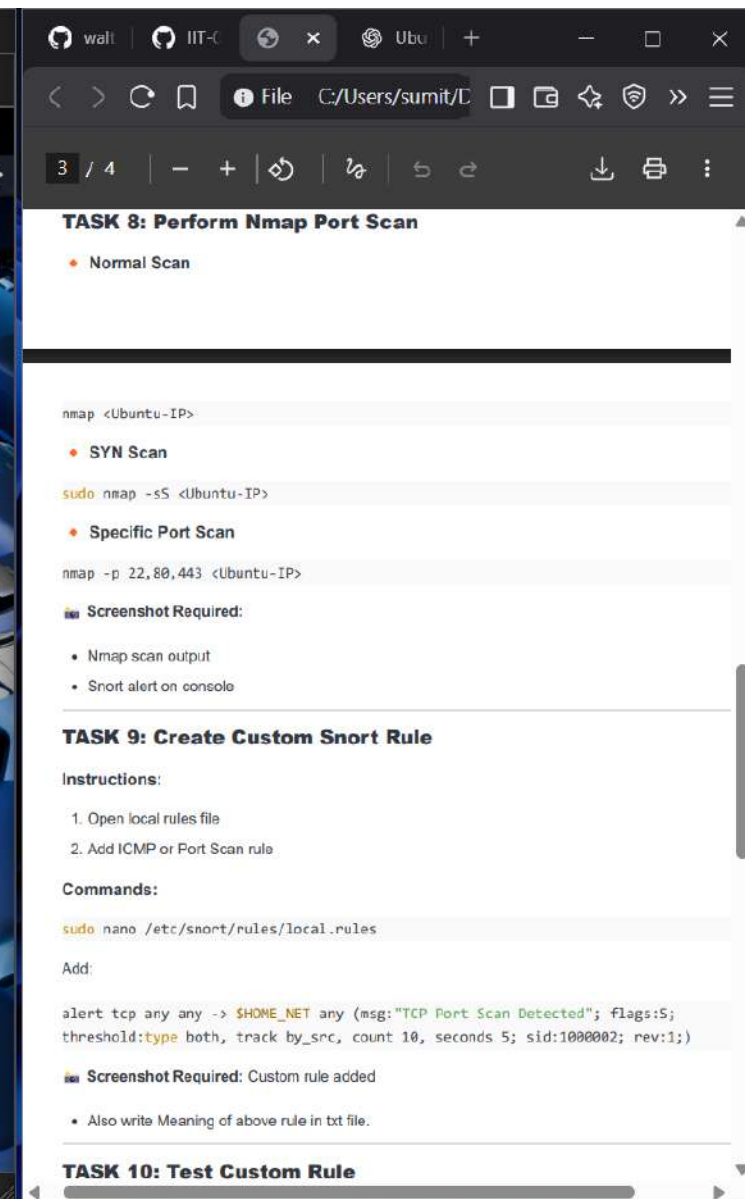 walt
IIT-C
Ubu
File C:/Users/sumit/D
3 / 4
TASK 8: Perform Nmap Port Scan
• Normal Scan
nmap <Ubuntu-IP>
• SYN Scan
sudo nmap -sS <Ubuntu-IP>
• Specific Port Scan
nmap -p 22,80,443 <Ubuntu-IP>
📸 Screenshot Required:
• Nmap scan output
• Snort alert on console
TASK 9: Create Custom Snort Rule
Instructions:
1. Open local rules file
2. Add ICMP or Port Scan rule
Commands:
sudo nano /etc/snort/rules/local.rules
Add:
alert tcp any any -> $HOME_NET any (msg:"TCP Port Scan Detected"; flags:S;
threshold:type both, track by_src, count 10, seconds 5; sid:1000002; rev:1;)
📸 Screenshot Required: Custom rule added
• Also write Meaning of above rule in txt file.
TASK 10: Test Custom Rule